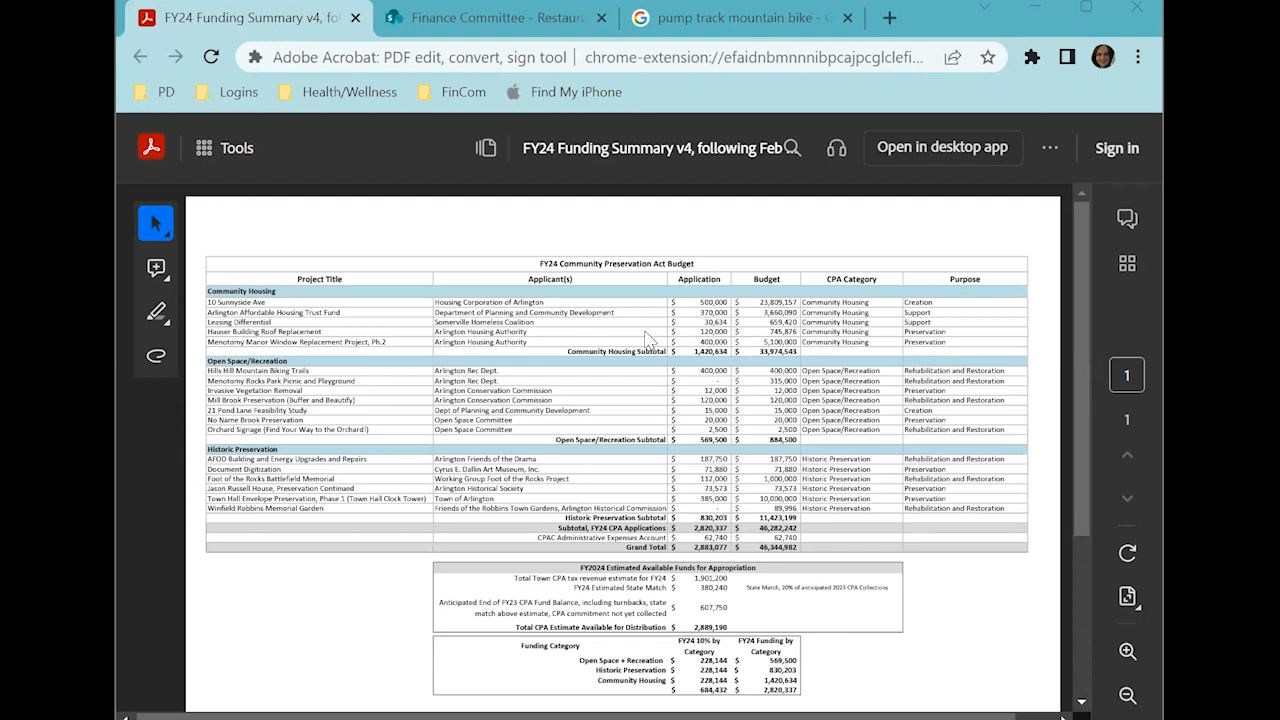 FY24 Funding Summary v4, fol
Finance Committee - Restaura
pump track mountain bike - G
Adobe Acrobat: PDF edit, convert, sign tool | chrome-extension://efaidnbmnnnibpcajpcglclefi...
PD Logins Health/Wellness FinCom Find My iPhone
Tools FY24 Funding Summary v4, following Feb Open in desktop app Sign in
FY24 Community Preservation Act Budget
Project Title Applicant(s) Application Budget CPA Category Purpose
Community Housing
10 Sunnyside Ave Housing Corporation of Arlington $ 500,000 $ 23,809,157 Community Housing Creation
Arlington Affordable Housing Trust Fund Department of Planning and Community Development $ 370,000 $ 3,660,090 Community Housing Support
Leasing Differential Somerville Homeless Coalition $ 30,634 $ 659,420 Community Housing Support
Hauser Building Roof Replacement Arlington Housing Authority $ 120,000 $ 745,876 Community Housing Preservation
Menotomy Manor Window Replacement Project, Ph.2 Arlington Housing Authority $ 400,000 $ 5,100,000 Community Housing Preservation
Community Housing Subtotal $ 1,420,634 $ 33,974,543
Open Space/Recreation
Hills Hill Mountain Biking Trails Arlington Rec Dept. $ 400,000 $ 400,000 Open Space/Recreation Rehabilitation and Restoration
Menotomy Rocks Park Picnic and Playground Arlington Rec Dept. $ - $ 315,000 Open Space/Recreation Rehabilitation and Restoration
Invasive Vegetation Removal Arlington Conservation Commission $ 12,000 $ 12,000 Open Space/Recreation Preservation
Mill Brook Preservation (Buffer and Beautify) Arlington Conservation Commission $ 120,000 $ 120,000 Open Space/Recreation Rehabilitation and Restoration
21 Pond Lane Feasibility Study Dept of Planning and Community Development $ 15,000 $ 15,000 Open Space/Recreation Creation
No Name Brook Preservation Open Space Committee $ 20,000 $ 20,000 Open Space/Recreation Preservation
Orchard Signage (Find Your Way to the Orchard!) Open Space Committee $ 2,500 $ 2,500 Open Space/Recreation Rehabilitation and Restoration
Open Space/Recreation Subtotal $ 569,500 $ 884,500
Historic Preservation
AFOD Building and Energy Upgrades and Repairs Arlington Friends of the Drama $ 187,750 $ 187,750 Historic Preservation Rehabilitation and Restoration
Document Digitization Cyrus E. Dallin Art Museum, Inc. $ 71,880 $ 71,880 Historic Preservation Preservation
Foot of the Rocks Battlefield Memorial Working Group Foot of the Rocks Project $ 112,000 $ 1,000,000 Historic Preservation Rehabilitation and Restoration
Jason Russell House, Preservation Continued Arlington Historical Society $ 73,573 $ 73,573 Historic Preservation Preservation
Town Hall Envelope Preservation, Phase 1 (Town Hall Clock Tower) Town of Arlington $ 385,000 $ 10,000,000 Historic Preservation Preservation
Winfield Robbins Memorial Garden Friends of the Robbins Town Gardens, Arlington Historical Commission $ - $ 89,996 Historic Preservation Rehabilitation and Restoration
Historic Preservation Subtotal $ 830,203 $ 11,423,199
Subtotal, FY24 CPA Applications $ 2,820,337 $ 46,282,242
CPAC Administrative Expenses Account $ 62,740 $ 62,740
Grand Total $ 2,883,077 $ 46,344,982
FY2024 Estimated Available Funds for Appropriation
Total Town CPA tax revenue estimate for FY24 $ 1,901,200
FY24 Estimated State Match $ 380,240 State Match, 20% of anticipated 2023 CPA Collections
Anticipated End of FY23 CPA Fund Balance, including turnbacks, state
match above estimate, CPA commitment not yet collected $ 607,750
Total CPA Estimate Available for Distribution $ 2,889,190
Funding Category FY24 10% by Category FY24 Funding by Category
Open Space + Recreation $ 228,144 $ 569,500
Historic Preservation $ 228,144 $ 830,203
Community Housing $ 228,144 $ 1,420,634
$ 684,432 $ 2,820,337
1
1